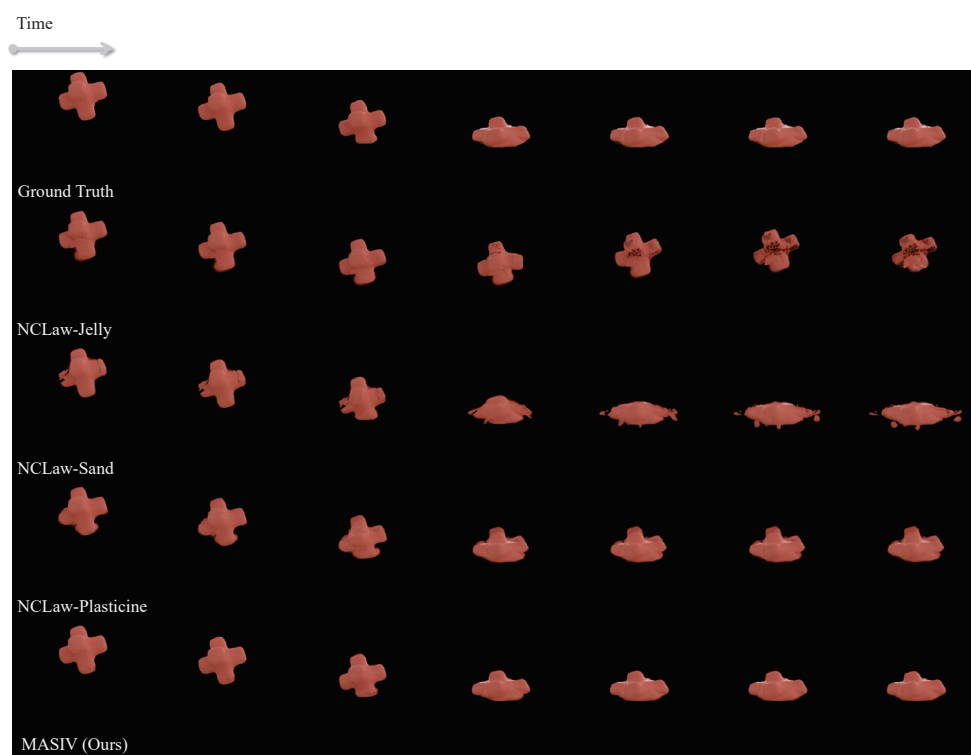 Time
Ground Truth
NCLaw-Jelly
NCLaw-Sand
NCLaw-Plasticine
MASIV (Ours)